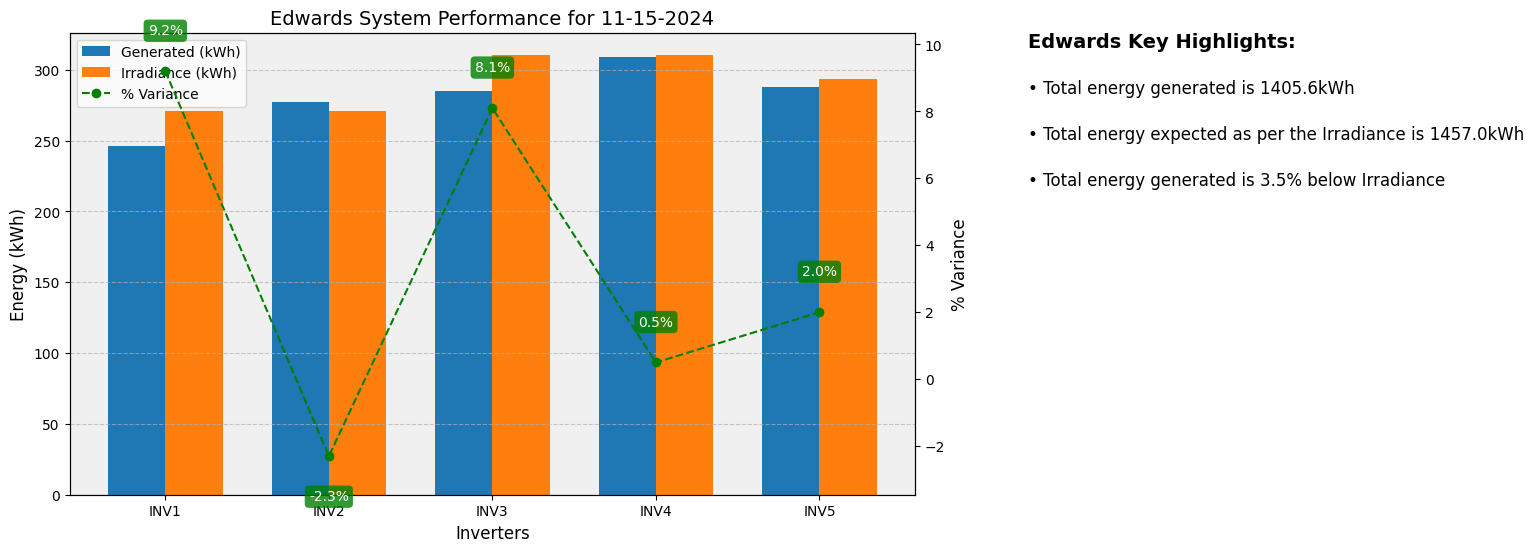 Edwards System Performance for 11-15-2024
Generated (kWh)
Irradiance (kWh)
% Variance
Energy (kWh)
300
250
200
150
100
50
0
9.2%
-2.3%
8.1%
0.5%
2.0%
10
8
6
4
2
0
−2
% Variance
INV1
INV2
INV3
INV4
INV5
Inverters
Edwards Key Highlights:
• Total energy generated is 1405.6kWh
• Total energy expected as per the Irradiance is 1457.0kWh
• Total energy generated is 3.5% below Irradiance